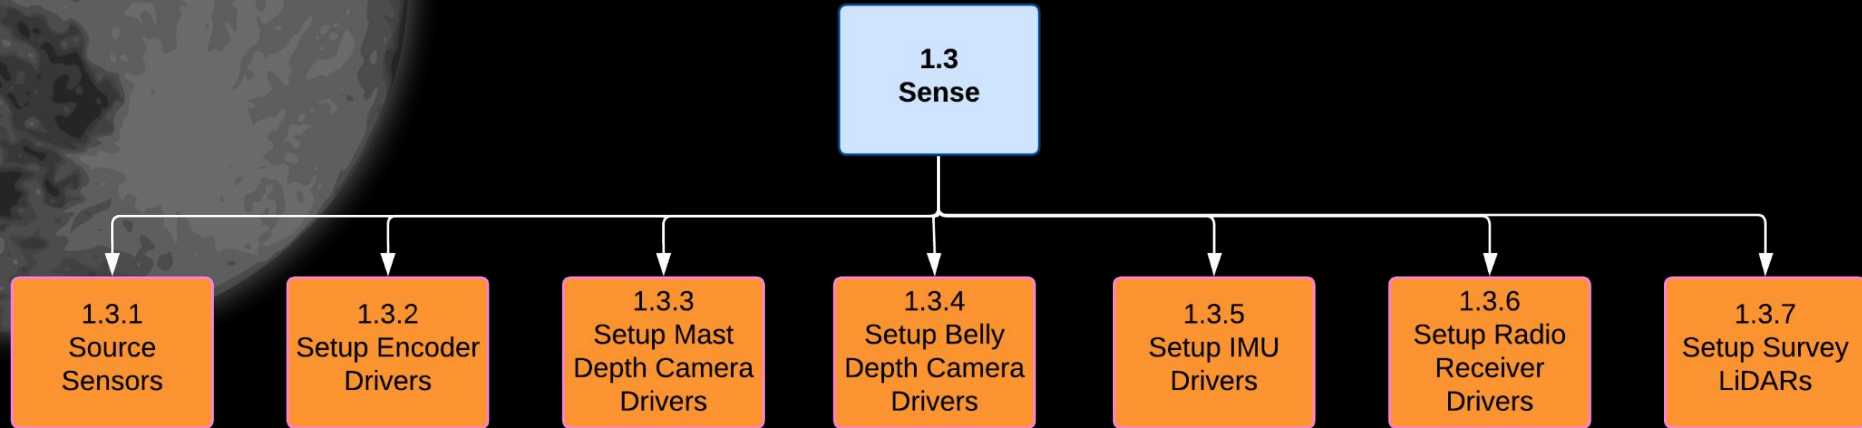 1.3
Sense
1.3.1
Source
Sensors
1.3.2
Setup Encoder
Drivers
1.3.3
Setup Mast
Depth Camera
Drivers
1.3.4
Setup Belly
Depth Camera
Drivers
1.3.5
Setup IMU
Drivers
1.3.6
Setup Radio
Receiver
Drivers
1.3.7
Setup Survey
LiDARs